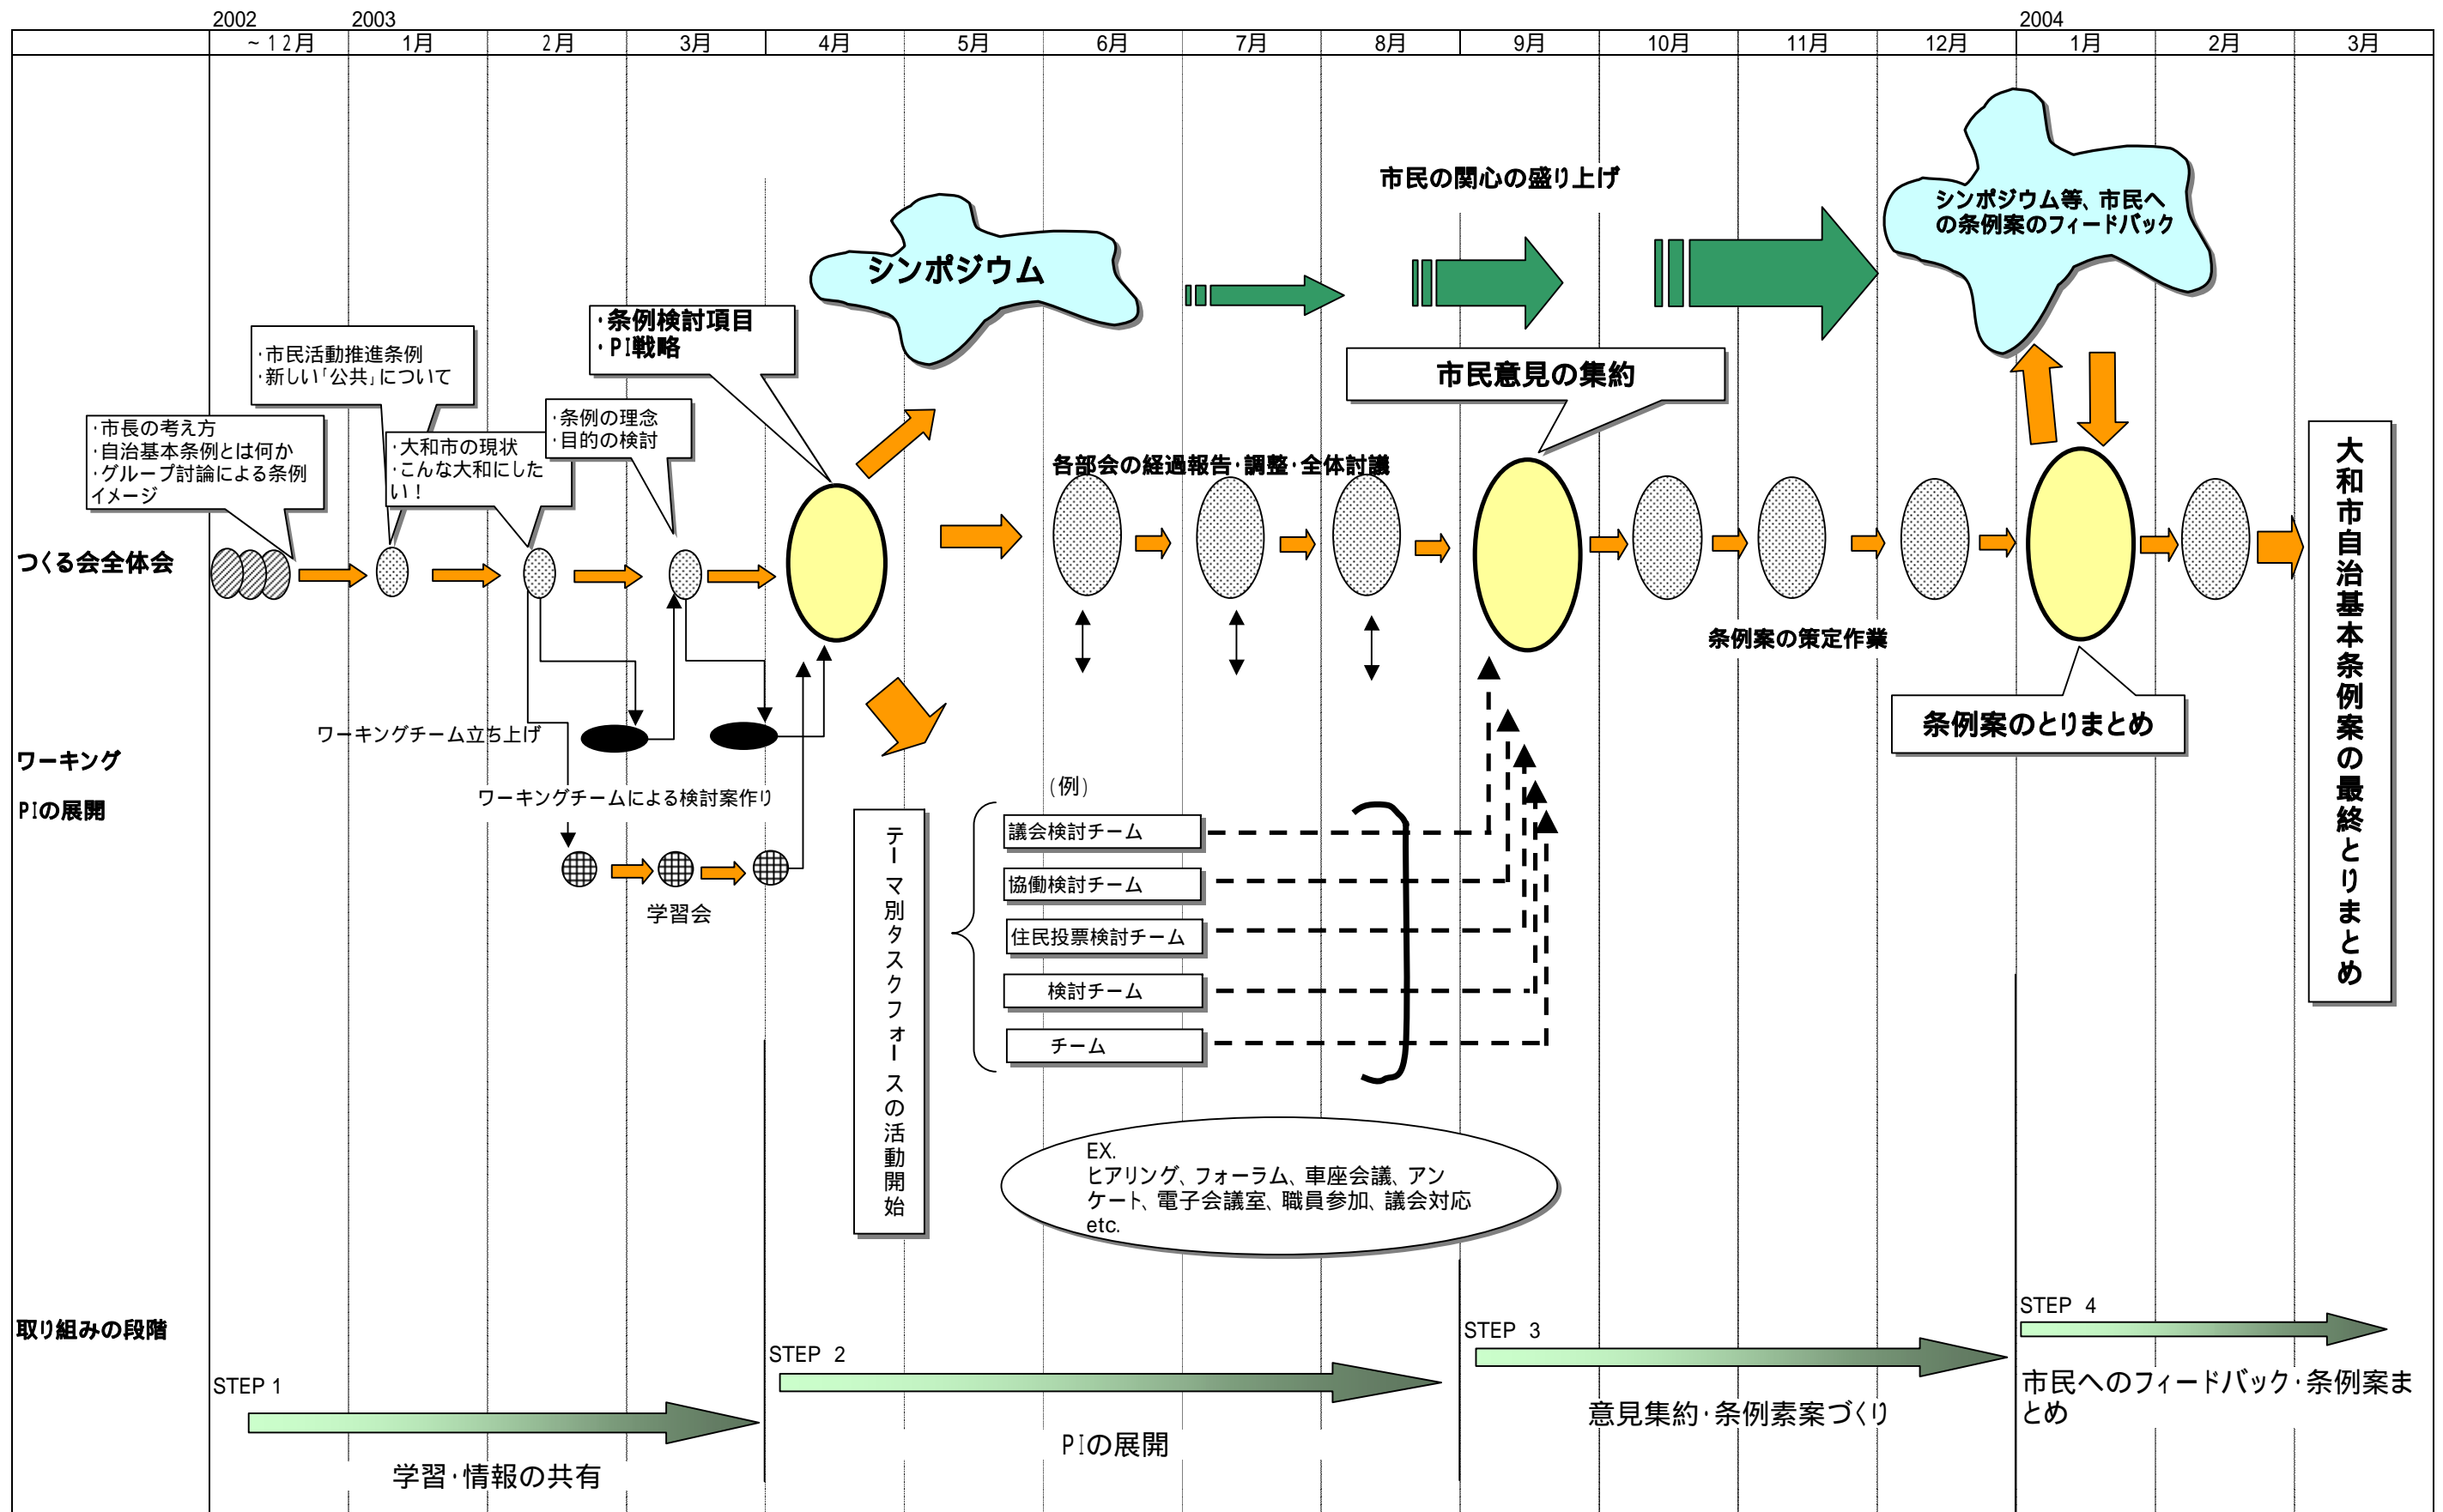 2002
2003
2004
~12月
1月
2月
3月
4月
5月
6月
7月
8月
9月
10月
11月
12月
1月
2月
3月
市民の関心の盛り上げ
シンポジウム等、市民へ
の条例案のフィードバック
シンポジウム
・条例検討項目
・PI戦略
・市民活動推進条例
・新しい「公共」について
市民意見の集約
・条例の理念
・目的の検討
・市長の考え方
・自治基本条例とは何か
・グループ討論による条例
イメージ
・大和市の現状
・こんな大和にした
い!
各部会の経過報告・調整・全体討議
大和市自治基本条例案の最終とりまとめ
つくる会全体会
条例案の策定作業
条例案のとりまとめ
ワーキングチーム立ち上げ
ワーキング
PIの展開
ワーキングチームによる検討案作り
(例)
テーマ別タスクフォースの活動開始
議会検討チーム
協働検討チーム
住民投票検討チーム
検討チーム
チーム
学習会
EX.
ヒアリング、フォーラム、車座会議、アン
ケート、電子会議室、職員参加、議会対応
etc.
取り組みの段階
STEP 1
学習・情報の共有
STEP 2
PIの展開
STEP 3
意見集約・条例素案づくり
STEP 4
市民へのフィードバック・条例案ま
とめ